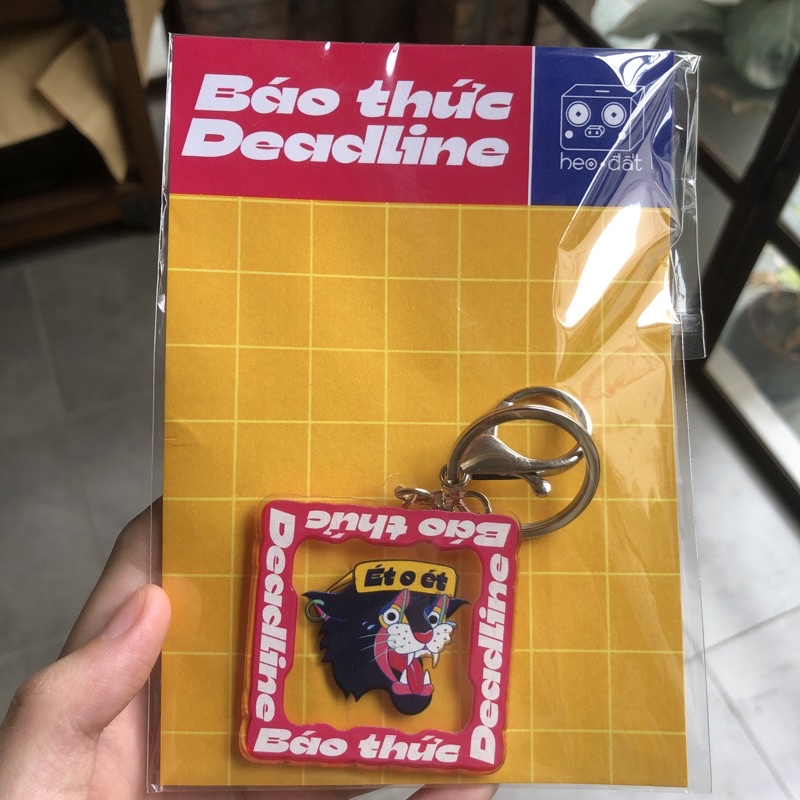 Báo thức
Deadline
heo·đất
Báo thức
Ét o ét
Deadline
Deadline
Báo thức